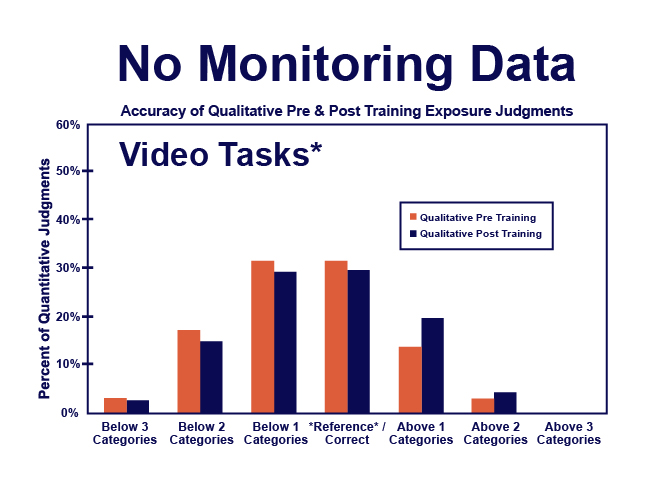 No Monitoring Data
Accuracy of Qualitative Pre & Post Training Exposure Judgments
Video Tasks*
Percent of Quantitative Judgments
60%
50%
40%
30%
20%
10%
0%
Qualitative Pre Training
Qualitative Post Training
Below 3
Categories
Below 2
Categories
Below 1
Categories
*Reference* /
Correct
Above 1
Categories
Above 2
Categories
Above 3
Categories